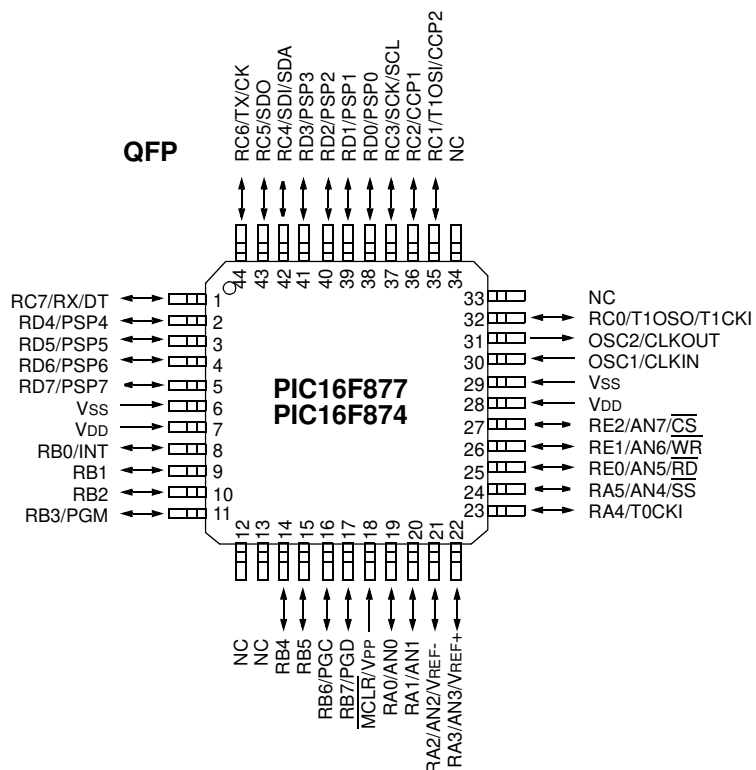 QFP
RC6/TX/CK
RC5/SDO
RC4/SDI/SDA
RD3/PSP3
RD2/PSP2
RD1/PSP1
RD0/PSP0
RC3/SCK/SCL
RC2/CCP1
RC1/T1OSI/CCP2
NC
44
43
42
41
40
39
38
37
36
35
34
RC7/RX/DT
RD4/PSP4
RD5/PSP5
RD6/PSP6
RD7/PSP7
VSS
VDD
RB0/INT
RB1
RB2
RB3/PGM
1
2
3
4
5
6
7
8
9
10
11
PIC16F877
PIC16F874
33
32
31
30
29
28
27
26
25
24
23
NC
RC0/T1OSO/T1CKI
OSC2/CLKOUT
OSC1/CLKIN
VSS
VDD
RE2/AN7/C̅S̅
RE1/AN6/W̅R̅
RE0/AN5/R̅D̅
RA5/AN4/S̅S̅
RA4/T0CKI
12
13
14
15
16
17
18
19
20
21
22
NC
NC
RB4
RB5
RB6/PGC
RB7/PGD
M̅C̅L̅R̅/VPP
RA0/AN0
RA1/AN1
RA2/AN2/VREF-
RA3/AN3/VREF+